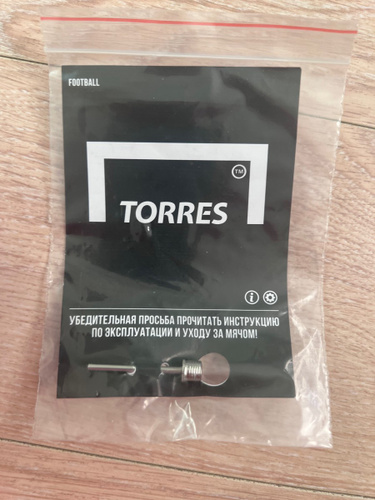 FOOTBALL
TM
TORRES
i
УБЕДИТЕЛЬНАЯ ПРОСЬБА ПРОЧИТАТЬ ИНСТРУКЦИЮ
ПО ЭКСПЛУАТАЦИИ И УХОДУ ЗА МЯЧОМ!